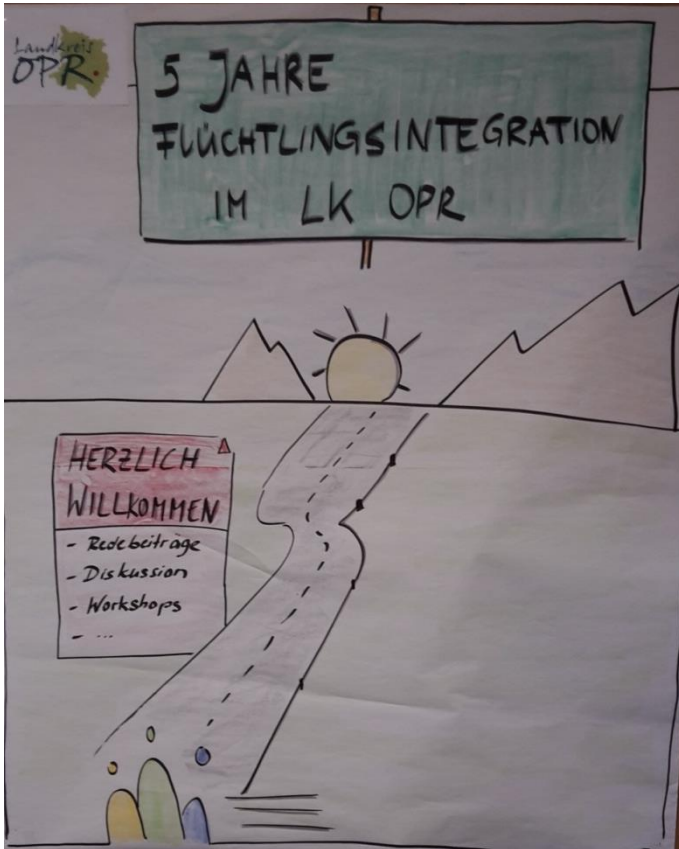 Landkreis
OPR.
5 JAHRE
FLÜCHTLINGSINTEGRATION
IM LK OPR
HERZLICH
WILLKOMMEN
- Redebeiträge
- Diskussion
- Workshops
- ...